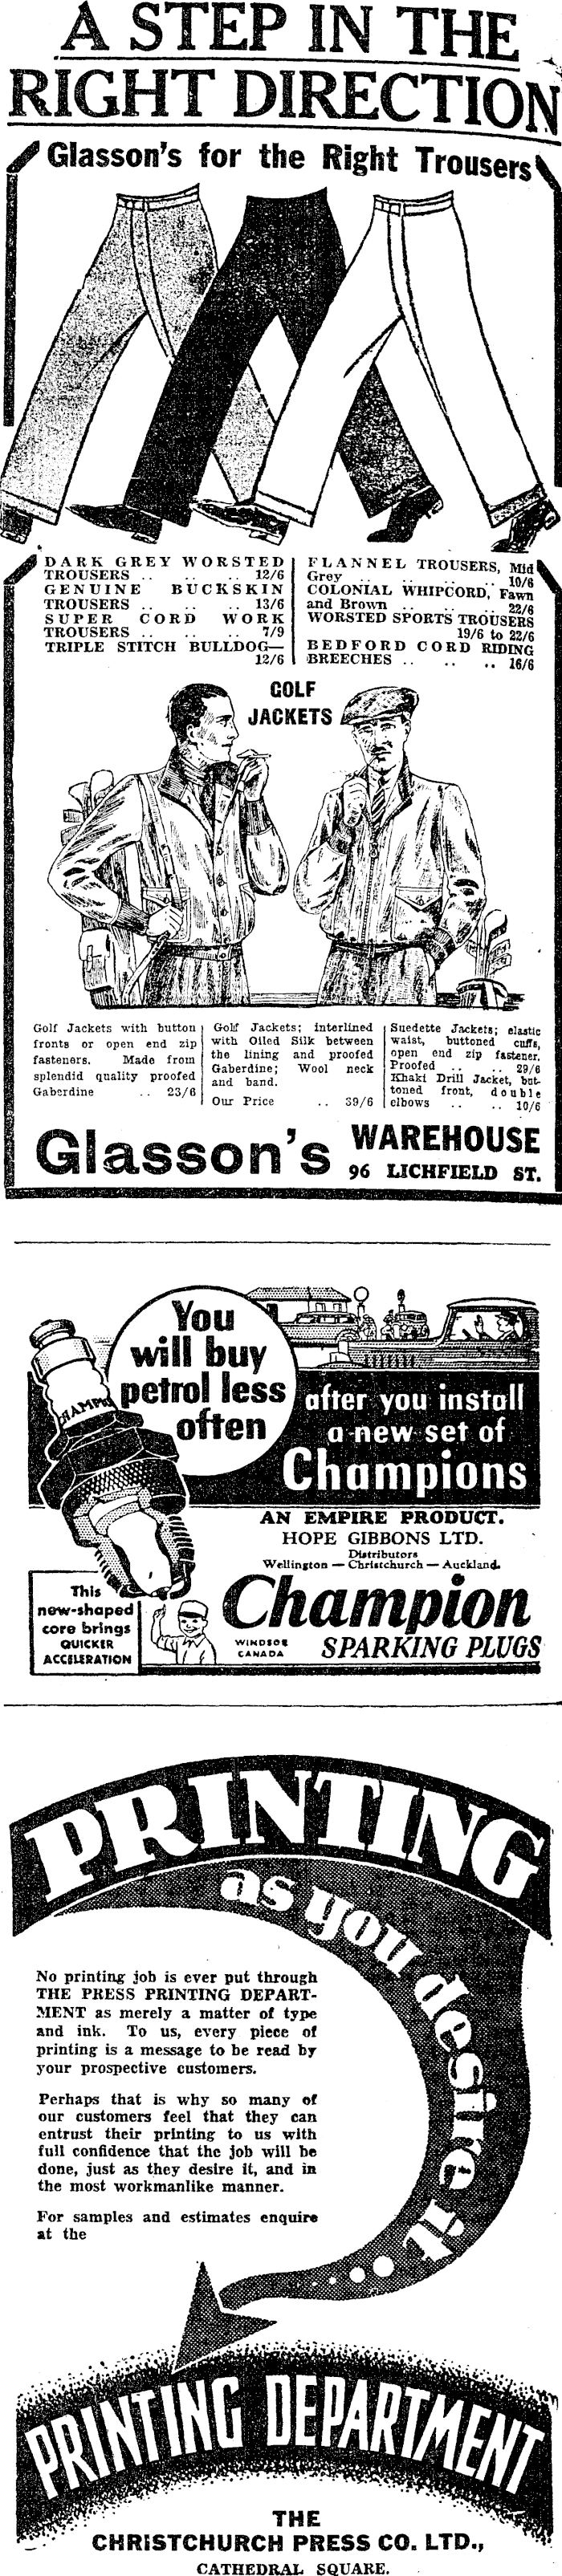 A STEP IN THE
RIGHT DIRECTION
Glasson's for the Right Trousers
DARK GREY WORSTED
TROUSERS .. .. .. 12/6
GENUINE BUCKSKIN
TROUSERS .. .. .. 13/6
SUPER CORD WORK
TROUSERS .. .. .. 7/9
TRIPLE STITCH BULLDOG—
12/6
FLANNEL TROUSERS, Mid
Grey .. .. .. 10/6
COLONIAL WHIPCORD, Fawn
and Brown .. .. .. 22/6
WORSTED SPORTS TROUSERS
19/6 to 22/6
BEDFORD CORD RIDING
BREECHES .. .. .. 16/6
GOLF
JACKETS
Golf Jackets with button
fronts or open end zip
fasteners. Made from
splendid quality proofed
Gaberdine .. 23/6
Golf Jackets; interlined
with Oiled Silk between
the lining and proofed
Gaberdine; Wool neck
and band.
Our Price .. 39/6
Suedette Jackets; elastic
waist, buttoned cuffs,
open end zip fastener.
Proofed .. .. 29/6
Khaki Drill Jacket, but-
toned front, double
elbows .. .. 10/6
Glasson's WAREHOUSE
96 LICHFIELD ST.
You
will buy
petrol less
often
after you install
a new set of
Champions
CHAMPION
AN EMPIRE PRODUCT.
HOPE GIBBONS LTD.
Distributors
Wellington — Christchurch — Auckland.
This
new-shaped
core brings
QUICKER
ACCELERATION
Champion
WINDSOR
CANADA
SPARKING PLUGS
PRINTING
as you desire it...
No printing job is ever put through
THE PRESS PRINTING DEPART-
MENT as merely a matter of type
and ink. To us, every piece of
printing is a message to be read by
your prospective customers.
Perhaps that is why so many of
our customers feel that they can
entrust their printing to us with
full confidence that the job will be
done, just as they desire it, and in
the most workmanlike manner.
For samples and estimates enquire
at the
PRINTING DEPARTMENT
THE
CHRISTCHURCH PRESS CO. LTD.,
CATHEDRAL SQUARE.